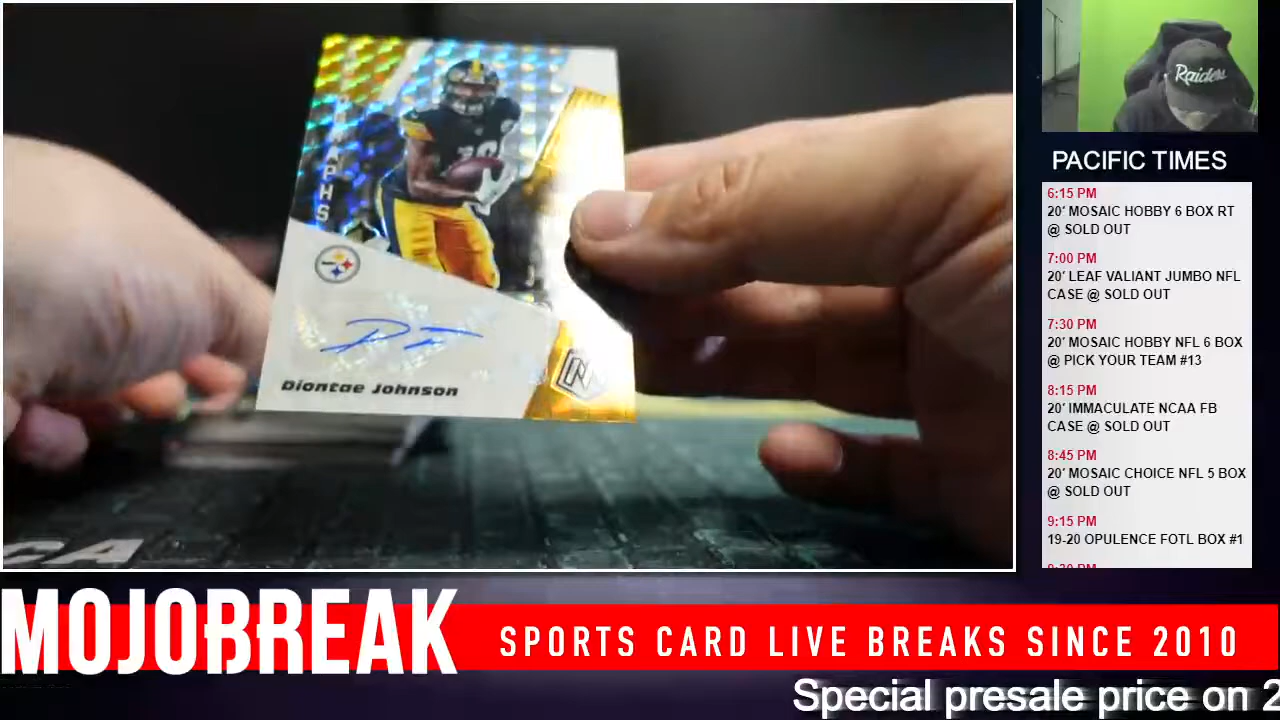 Raiders
PACIFIC TIMES
6:15 PM
20' MOSAIC HOBBY 6 BOX RT
@ SOLD OUT
7:00 PM
20' LEAF VALIANT JUMBO NFL
CASE @ SOLD OUT
7:30 PM
20' MOSAIC HOBBY NFL 6 BOX
@ PICK YOUR TEAM #13
8:15 PM
20' IMMACULATE NCAA FB
CASE @ SOLD OUT
8:45 PM
20' MOSAIC CHOICE NFL 5 BOX
@ SOLD OUT
9:15 PM
19-20 OPULENCE FOTL BOX #1
Diontae Johnson
MOJOBREAK
SPORTS CARD LIVE BREAKS SINCE 2010
Special presale price on 2